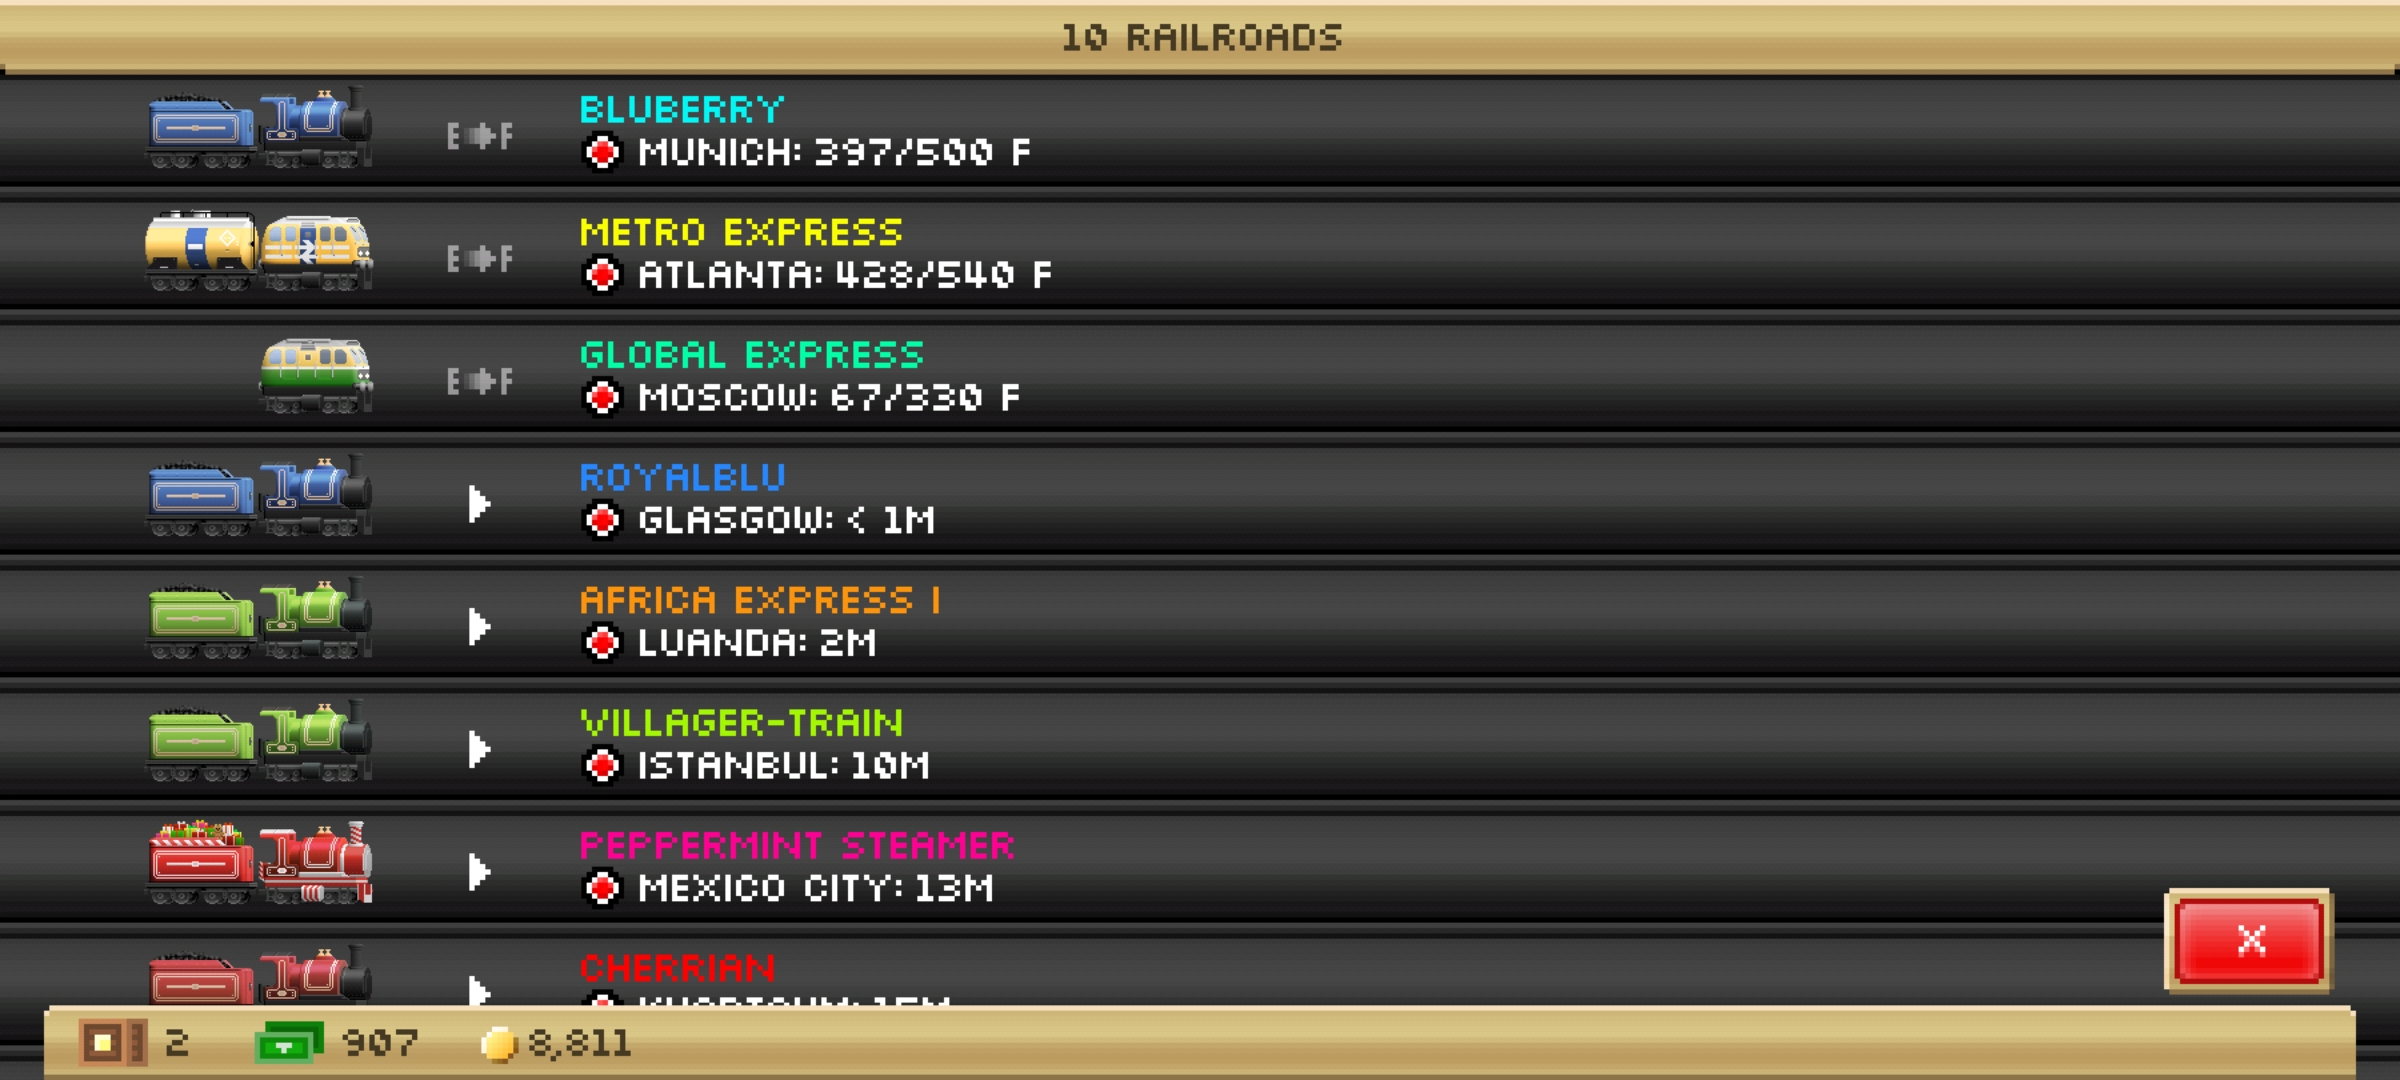 10 RAILROADS
BLUBERRY
E F
MUNICH: 397/500 F
METRO EXPRESS
E F
ATLANTA: 428/540 F
GLOBAL EXPRESS
E F
MOSCOW: 67/330 F
ROYALBLU
GLASGOW: < 1M
AFRICA EXPRESS I
LUANDA: 2M
VILLAGER-TRAIN
ISTANBUL: 10M
PEPPERMINT STEAMER
MEXICO CITY: 13M
CHERRIAN
X
2 907 8,811